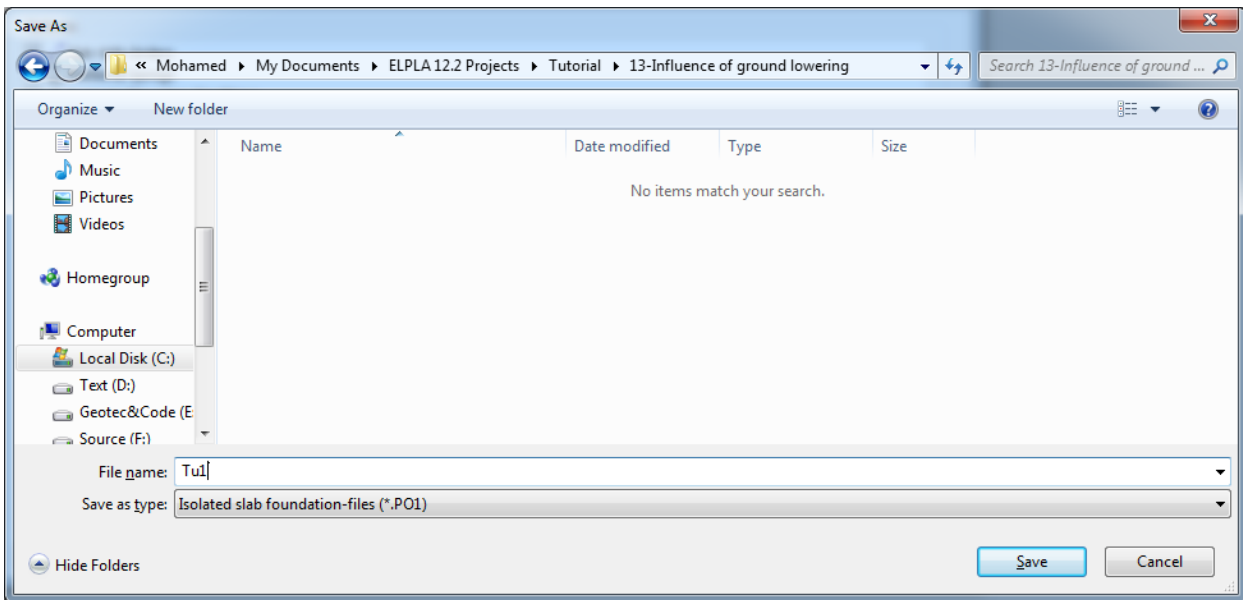 Save As
x
« Mohamed ▸ My Documents ▸ ELPLA 12.2 Projects ▸ Tutorial ▸ 13-Influence of ground lowering
Search 13-Influence of ground ...
Organize ▾ New folder
?
Documents
Music
Pictures
Videos
Homegroup
Computer
Local Disk (C:)
Text (D:)
Geotec&Code (E:
Source (F:)
Name Date modified Type Size
No items match your search.
File name: Tu1
Save as type: Isolated slab foundation-files (*.PO1)
Hide Folders
Save Cancel